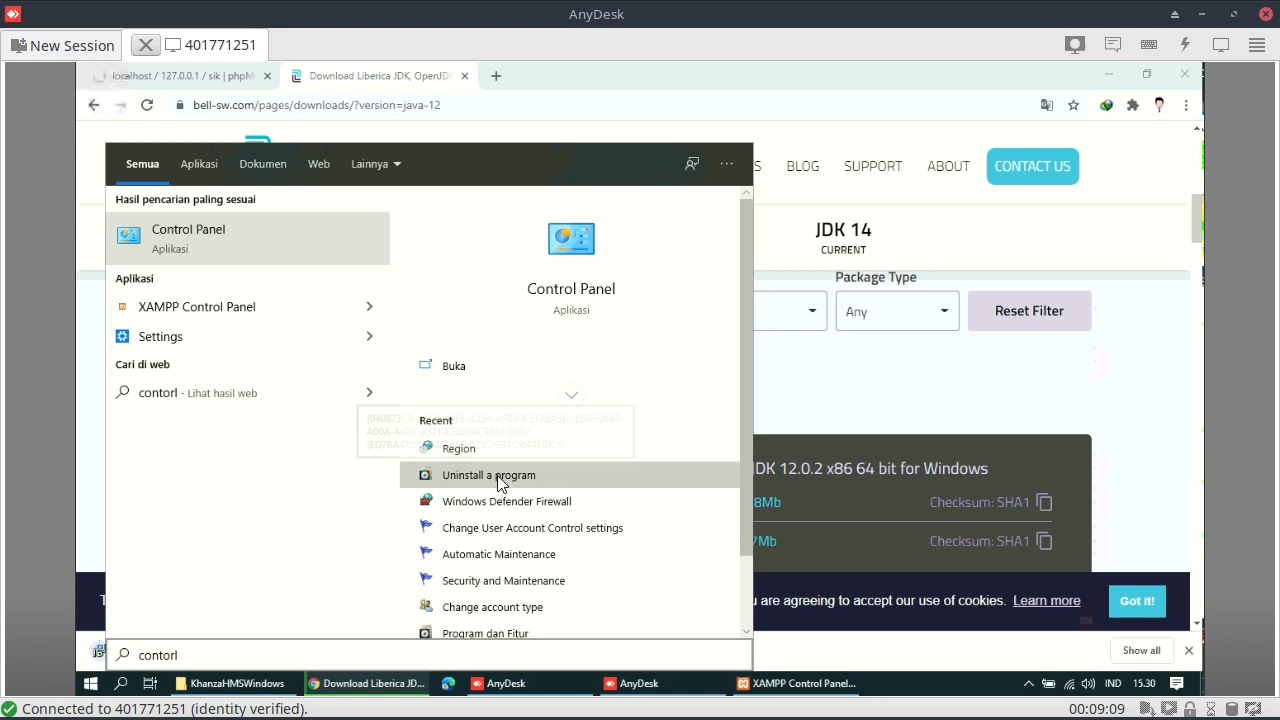 AnyDesk
New Session
401771251
localhost / 127.0.0.1 / sik | phpM
Download Liberica JDK, OpenJD
bell-sw.com/pages/downloads/?version=java-12
Semua Aplikasi Dokumen Web Lainnya
BLOG SUPPORT ABOUT CONTACT US
Hasil pencarian paling sesuai
Control Panel
Aplikasi
Aplikasi
XAMPP Control Panel
Settings
Cari di web
contorl - Lihat hasil web
Control Panel
Aplikasi
Buka
Recent
Region
Uninstall a program
Windows Defender Firewall
Change User Account Control settings
Automatic Maintenance
Security and Maintenance
Change account type
Program dan Fitur
JDK 14
CURRENT
Package Type
Any
Reset Filter
JDK 12.0.2 x86 64 bit for Windows
8Mb Checksum: SHA1
7Mb Checksum: SHA1
u are agreeing to accept our use of cookies. Learn more Got it!
Show all
contorl
KhanzaHMSWindows
Download Liberica JD...
AnyDesk
AnyDesk
XAMPP Control Panel...
IND 15.30
Connected to 401771251 (identity verified).
00:09:09